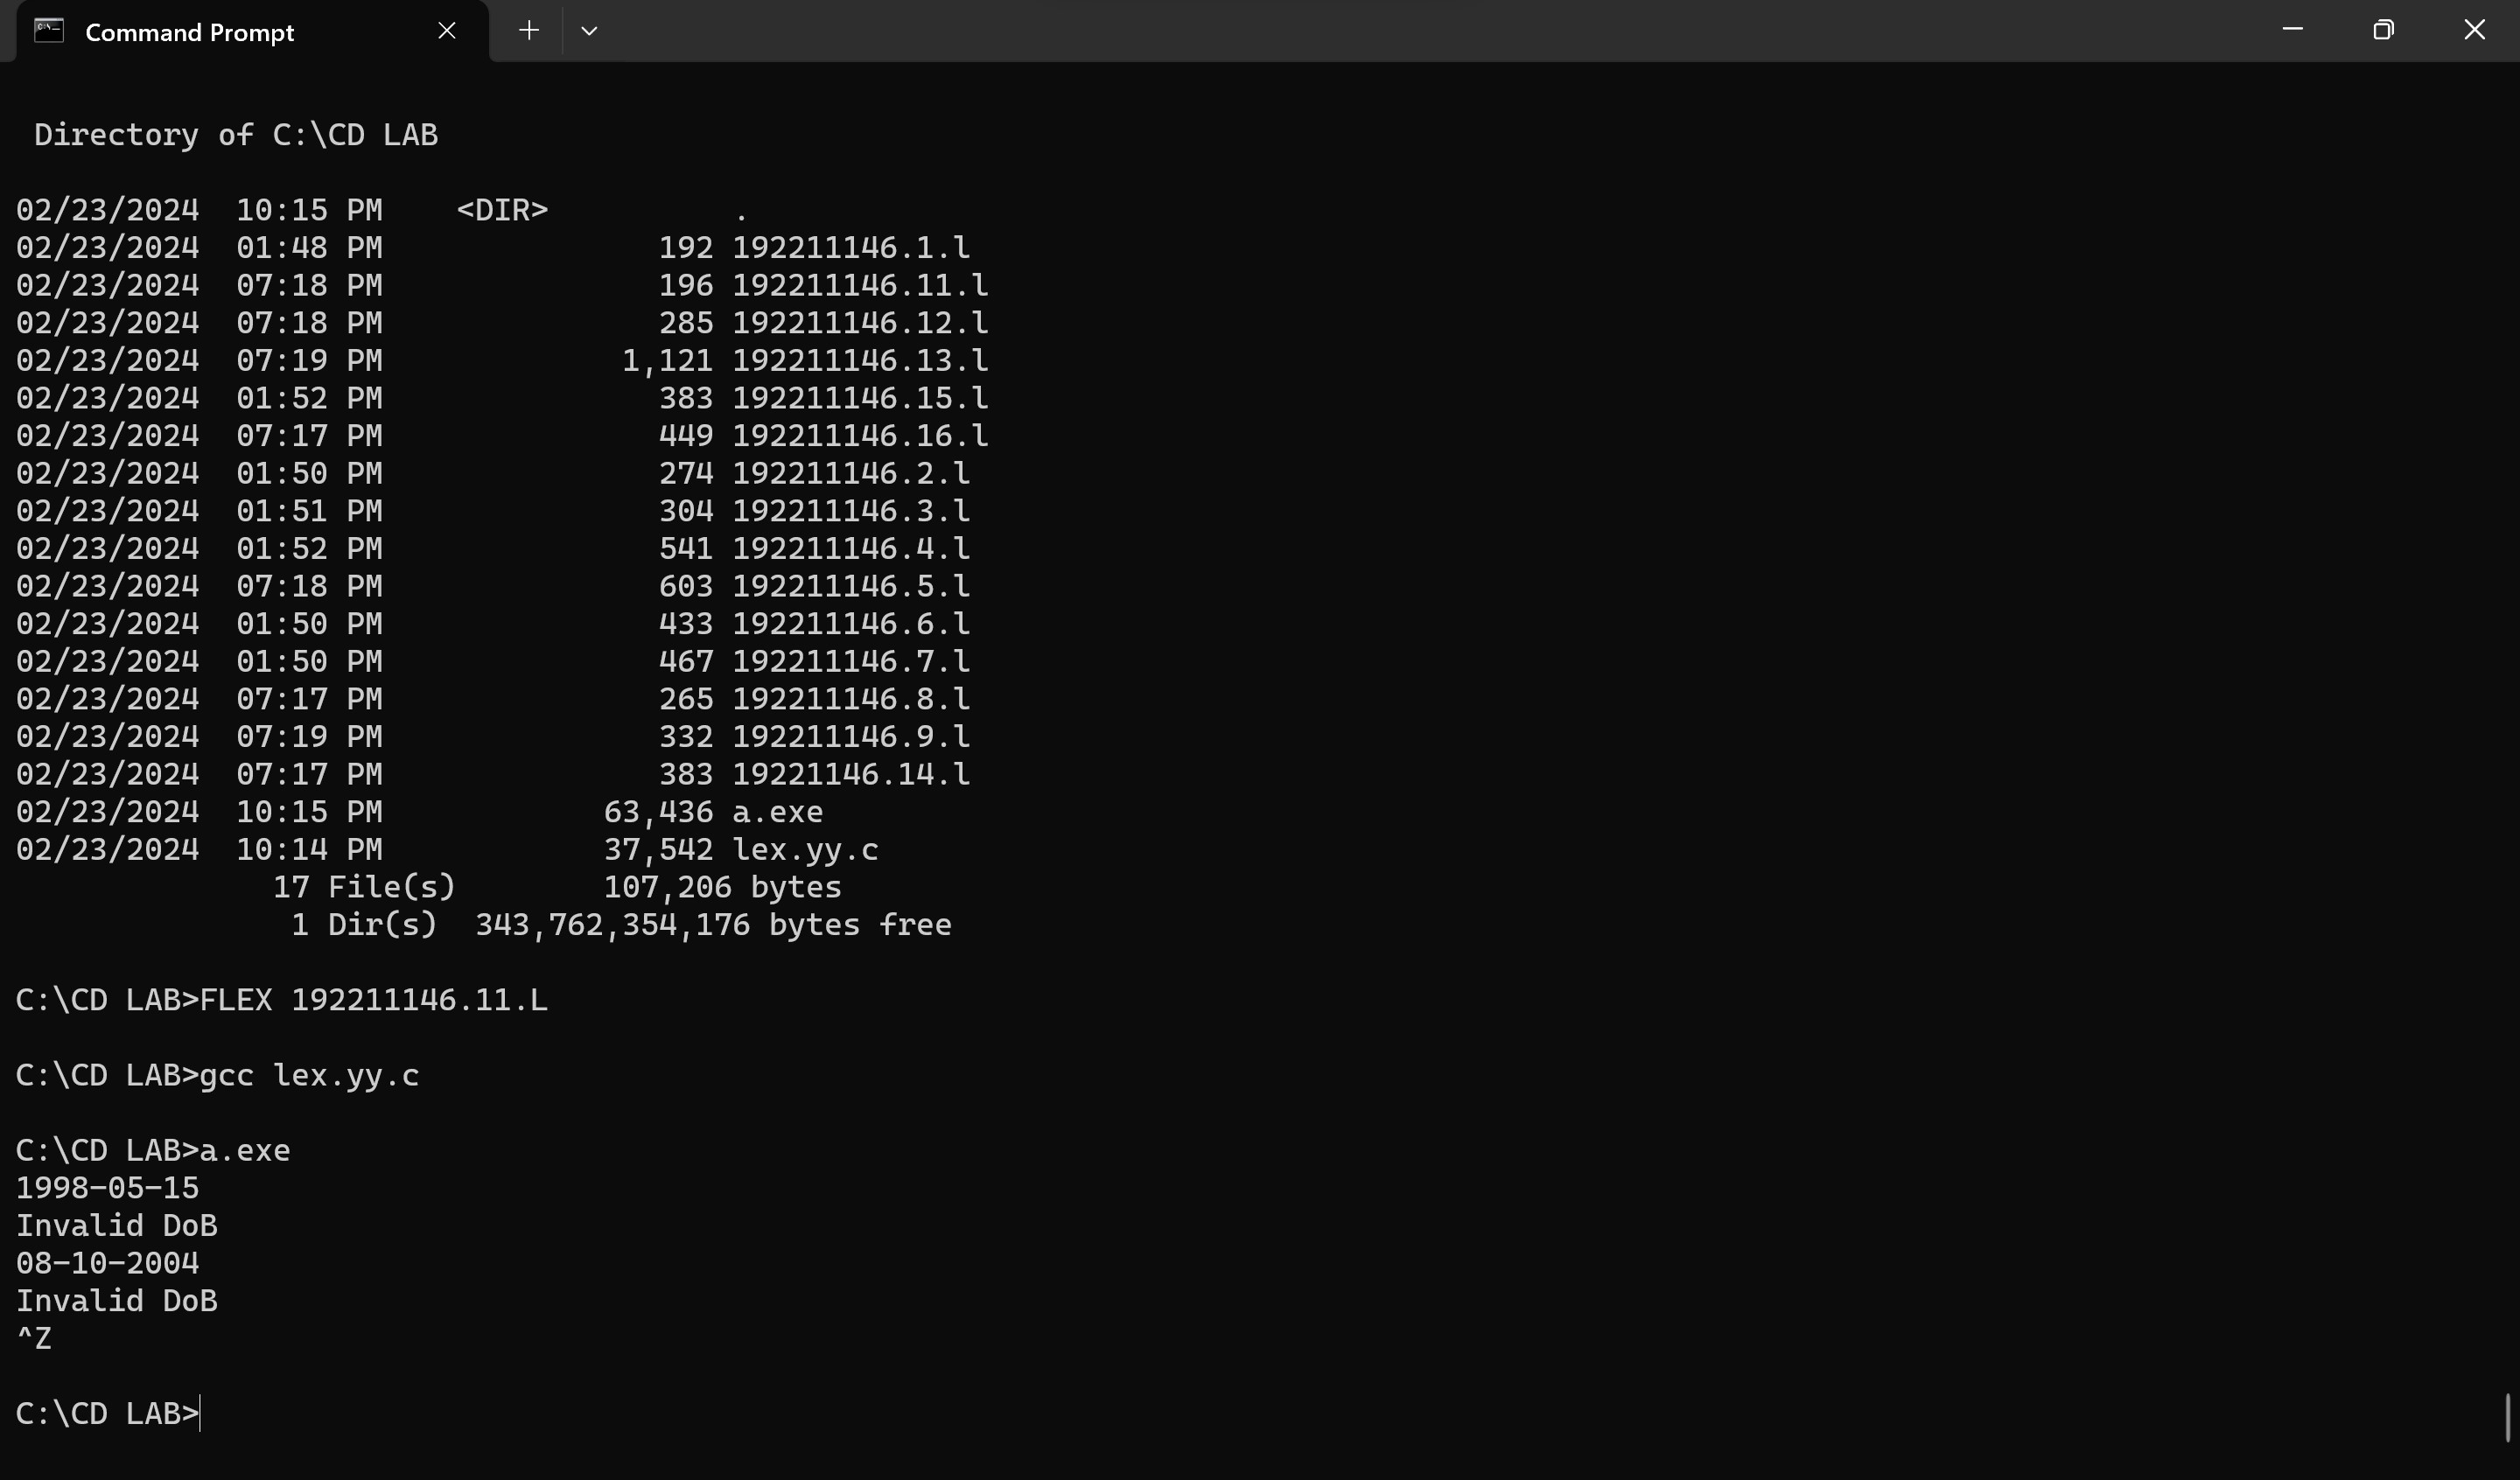 Command Prompt
Directory of C:\CD LAB
02/23/2024  10:15 PM    <DIR>          .
02/23/2024  01:48 PM               192 192211146.1.l
02/23/2024  07:18 PM               196 192211146.11.l
02/23/2024  07:18 PM               285 192211146.12.l
02/23/2024  07:19 PM             1,121 192211146.13.l
02/23/2024  01:52 PM               383 192211146.15.l
02/23/2024  07:17 PM               449 192211146.16.l
02/23/2024  01:50 PM               274 192211146.2.l
02/23/2024  01:51 PM               304 192211146.3.l
02/23/2024  01:52 PM               541 192211146.4.l
02/23/2024  07:18 PM               603 192211146.5.l
02/23/2024  01:50 PM               433 192211146.6.l
02/23/2024  01:50 PM               467 192211146.7.l
02/23/2024  07:17 PM               265 192211146.8.l
02/23/2024  07:19 PM               332 192211146.9.l
02/23/2024  07:17 PM               383 19221146.14.l
02/23/2024  10:15 PM            63,436 a.exe
02/23/2024  10:14 PM            37,542 lex.yy.c
17 File(s)        107,206 bytes
1 Dir(s)  343,762,354,176 bytes free
C:\CD LAB>FLEX 192211146.11.L
C:\CD LAB>gcc lex.yy.c
C:\CD LAB>a.exe
1998-05-15
Invalid DoB
08-10-2004
Invalid DoB
^Z
C:\CD LAB>